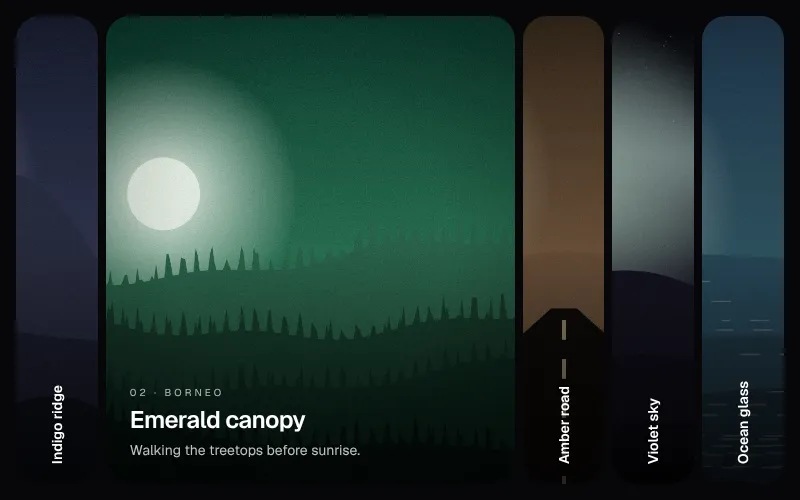 Indigo ridge
02 · BORNEO
Emerald canopy
Walking the treetops before sunrise.
Amber road
Violet sky
Ocean glass